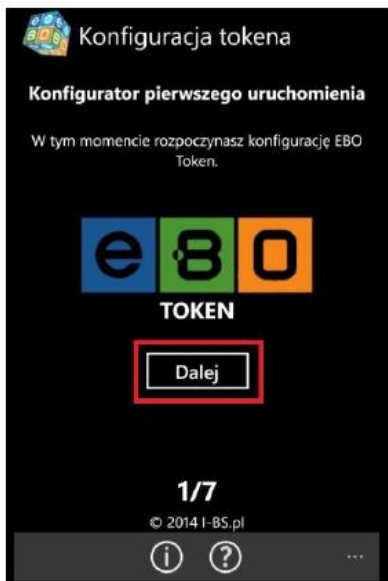 Konfiguracja tokena
Konfigurator pierwszego uruchomienia
W tym momencie rozpoczynasz konfigurację EBO
Token.
eBO
TOKEN
Dalej
1/7
© 2014 I-BS.pl